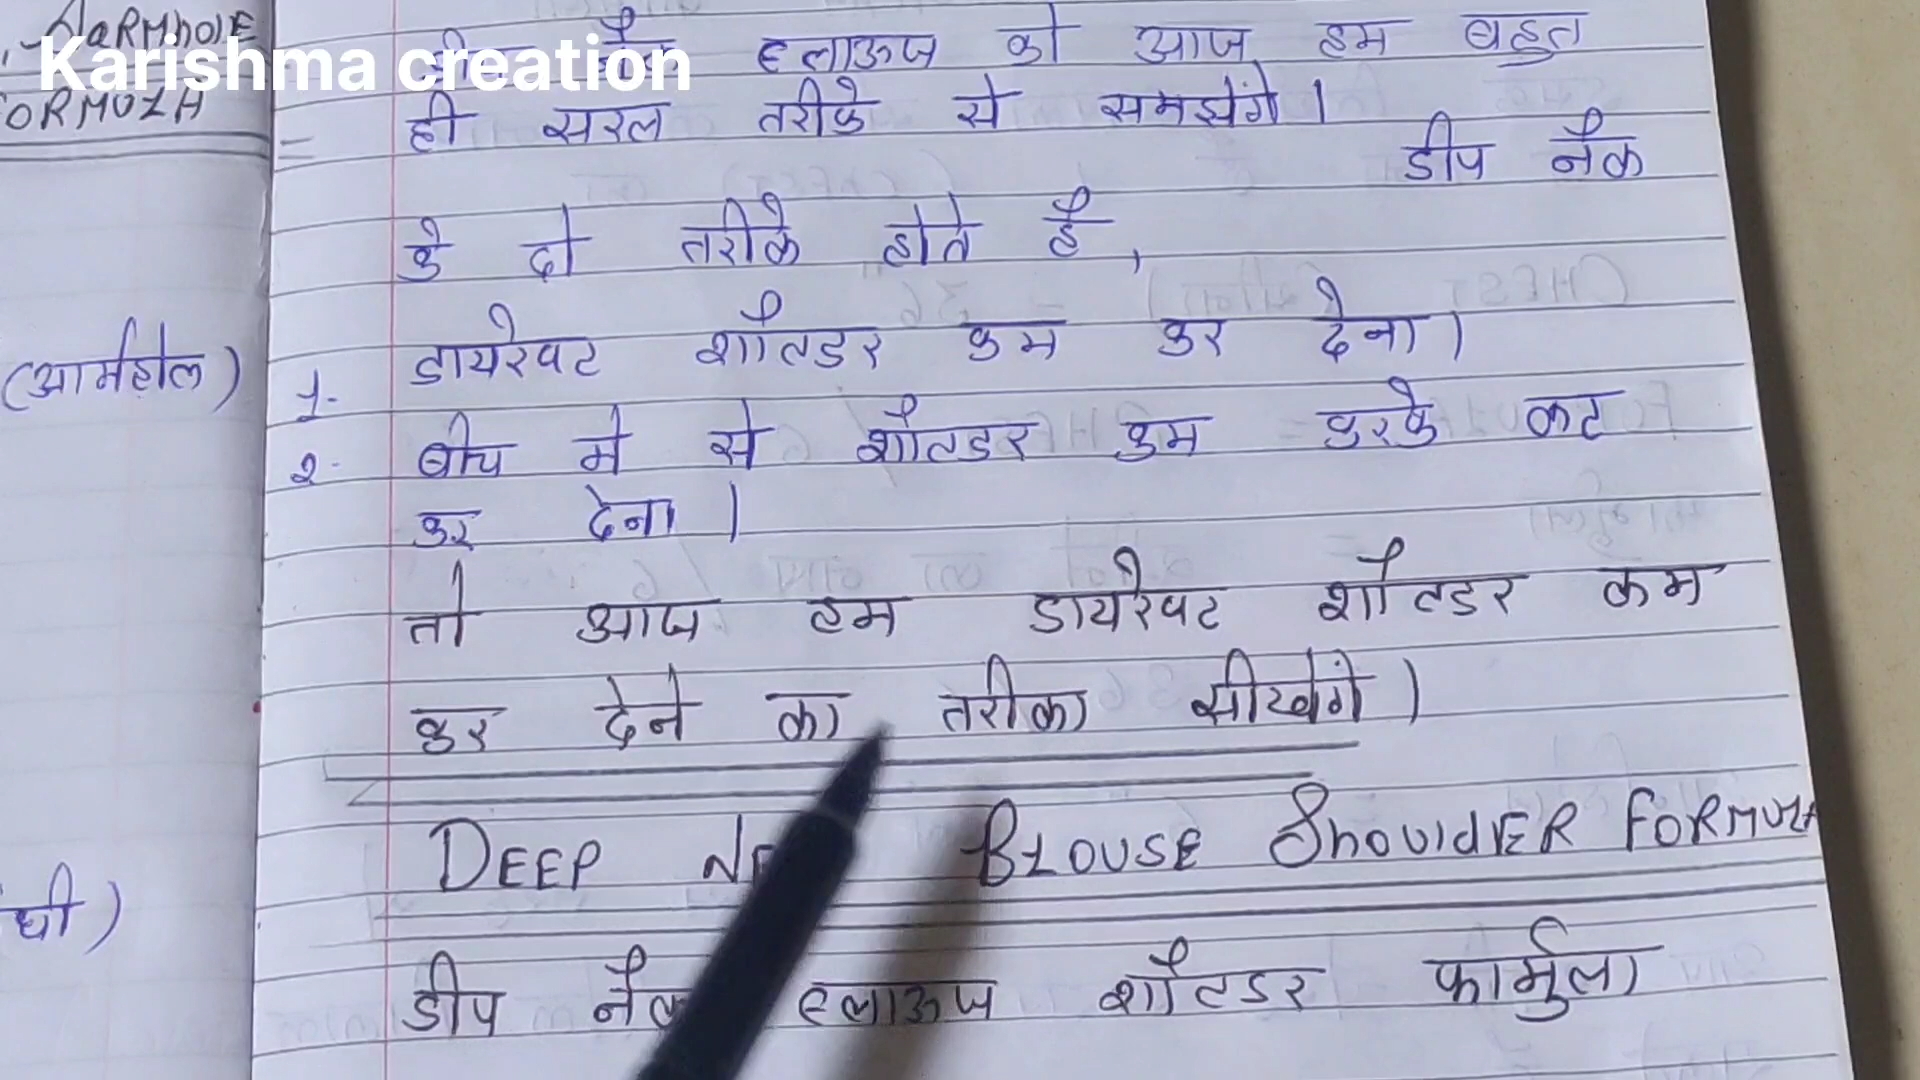 ARMhOlE
Karishma creation
FORMULA
डीप नैक ब्लाऊज को आज हम बहुत
ही सरल तरीके से समझेंगे।
डीप नैक
के दो तरीके होते है,
(आर्महोल)
1- डायरेक्ट शौल्डर कम कर देना।
2- बीच मे से शौल्डर कम करके कट
कर देना।
तो आज हम डायरेक्ट शौल्डर कम
कर देने का तरीका सीखेंगे।
DEEP BLOUSE ShOUldER FORMULA
घी)
डीप नैक ब्लाऊज शौल्डर फार्मुला